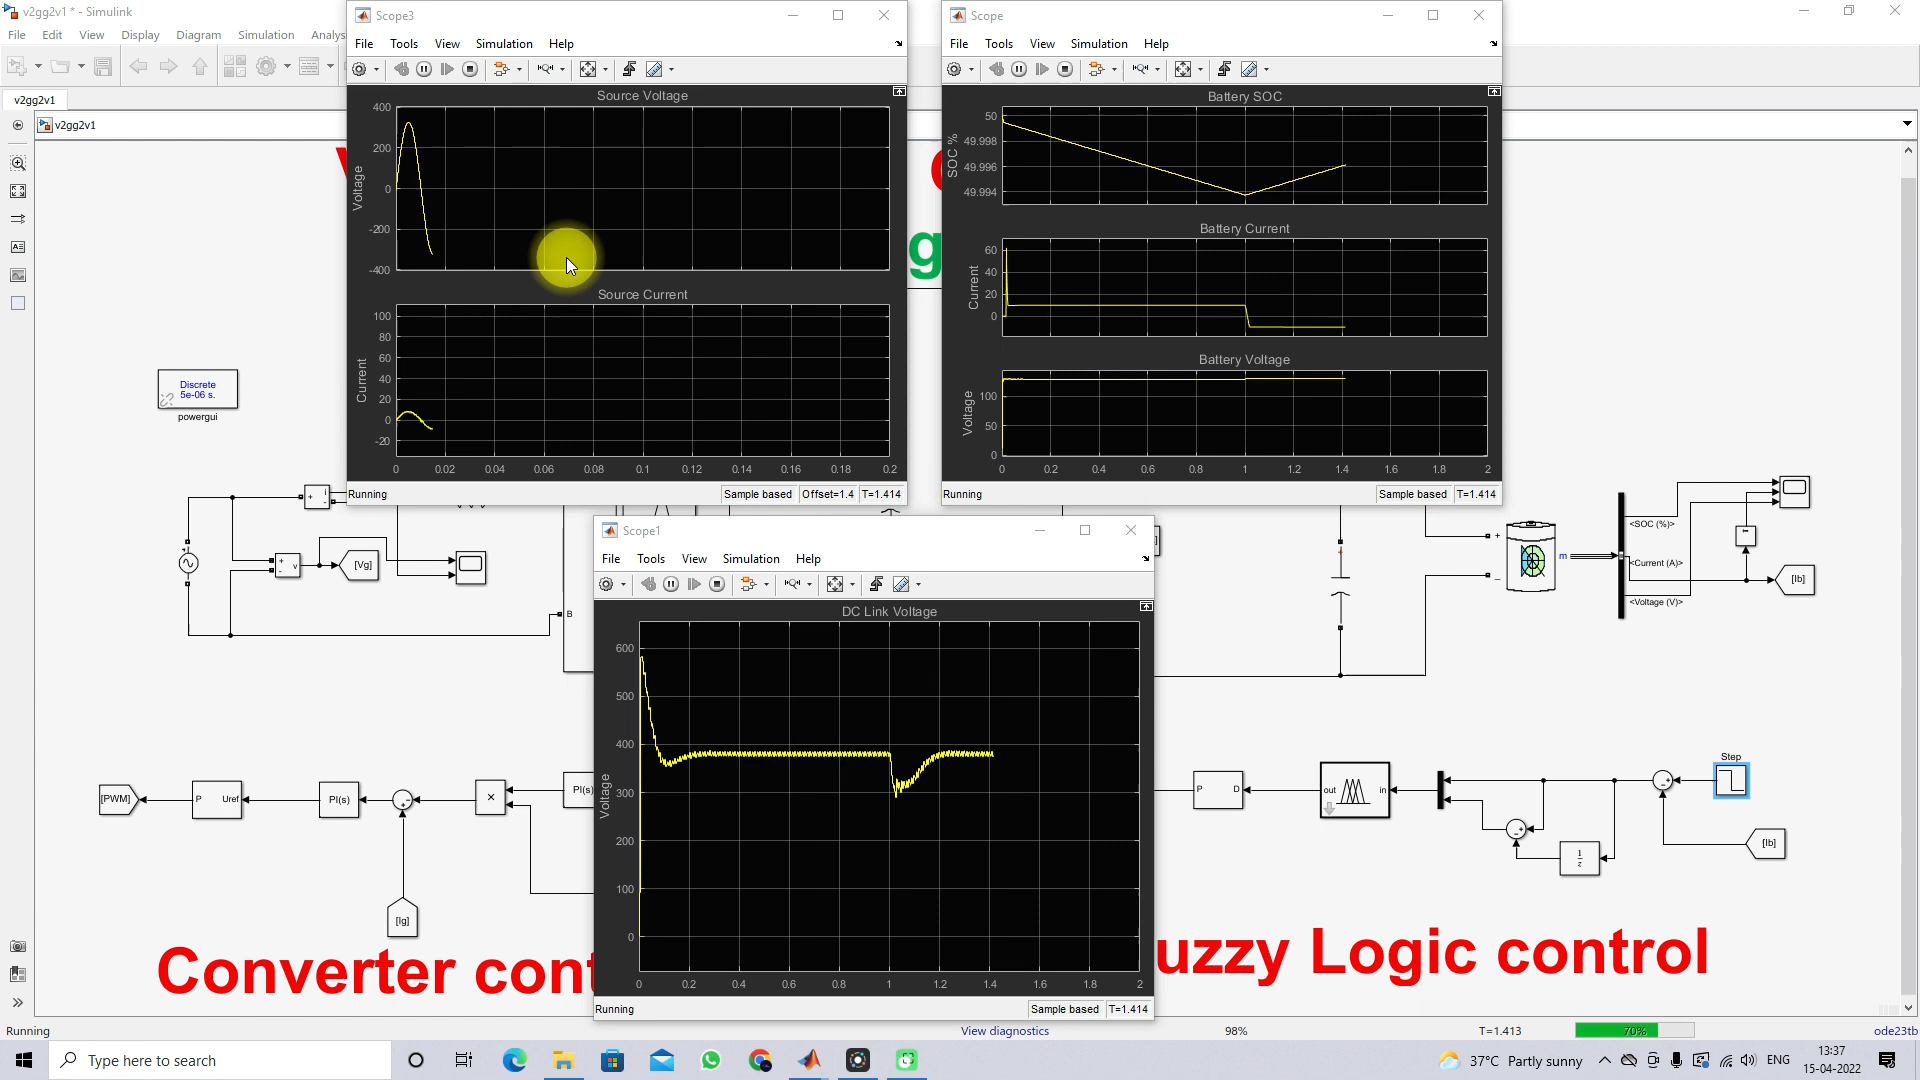 v2gg2v1 * - Simulink
File Edit View Display Diagram Simulation Analys
v2gg2v1
v2gg2v1
Scope3
File Tools View Simulation Help
Source Voltage
Voltage
400
200
0
-200
-400
Source Current
Current
100
80
60
40
20
0
-20
0 0.02 0.04 0.06 0.08 0.1 0.12 0.14 0.16 0.18 0.2
Running Sample based Offset=1.4 T=1.414
Scope
File Tools View Simulation Help
Battery SOC
SOC %
50
49.998
49.996
49.994
Battery Current
Current
60
40
20
0
Battery Voltage
Voltage
100
50
0
0 0.2 0.4 0.6 0.8 1 1.2 1.4 1.6 1.8 2
Running Sample based T=1.414
g
Discrete
5e-06 s.
powergui
i
v
[Vg]
B
Scope1
File Tools View Simulation Help
DC Link Voltage
Voltage
600
500
400
300
200
100
0
0 0.2 0.4 0.6 0.8 1 1.2 1.4 1.6 1.8 2
Running Sample based T=1.414
m
<SOC (%)>
<Current (A)>
<Voltage (V)>
[Ib]
[PWM]
P Uref
PI(s)
×
PI(s)
[Ig]
P D
out in
Step
1
z
[Ib]
Converter cont
uzzy Logic control
Running View diagnostics 98% T=1.413 70% ode23tb
Type here to search
37°C Partly sunny
ENG
13:37
15-04-2022